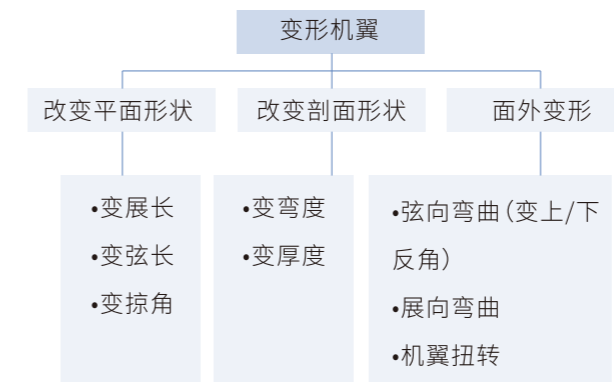 变形机翼
改变平面形状
改变剖面形状
面外变形
•变展长
•变弦长
•变掠角
•变弯度
•变厚度
•弦向弯曲（变上/下
反角）
•展向弯曲
•机翼扭转